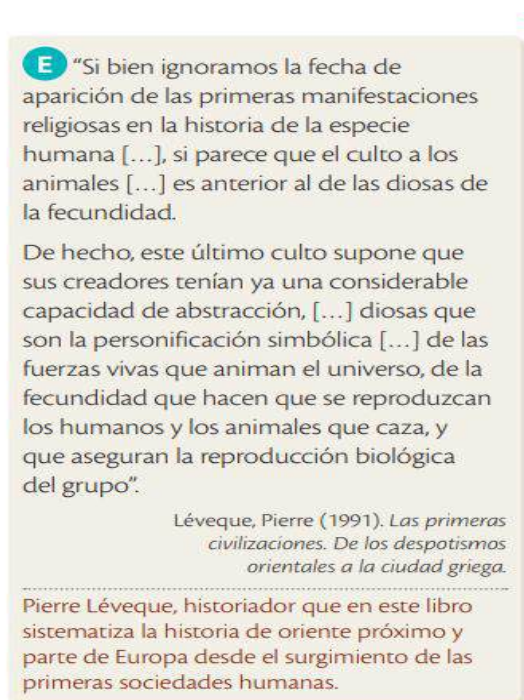 E “Si bien ignoramos la fecha de
aparición de las primeras manifestaciones
religiosas en la historia de la especie
humana […], si parece que el culto a los
animales […] es anterior al de las diosas de
la fecundidad.
De hecho, este último culto supone que
sus creadores tenían ya una considerable
capacidad de abstracción, […] diosas que
son la personificación simbólica […] de las
fuerzas vivas que animan el universo, de la
fecundidad que hacen que se reproduzcan
los humanos y los animales que caza, y
que aseguran la reproducción biológica
del grupo”.
Léveque, Pierre (1991). Las primeras
civilizaciones. De los despotismos
orientales a la ciudad griega.
Pierre Léveque, historiador que en este libro
sistematiza la historia de oriente próximo y
parte de Europa desde el surgimiento de las
primeras sociedades humanas.